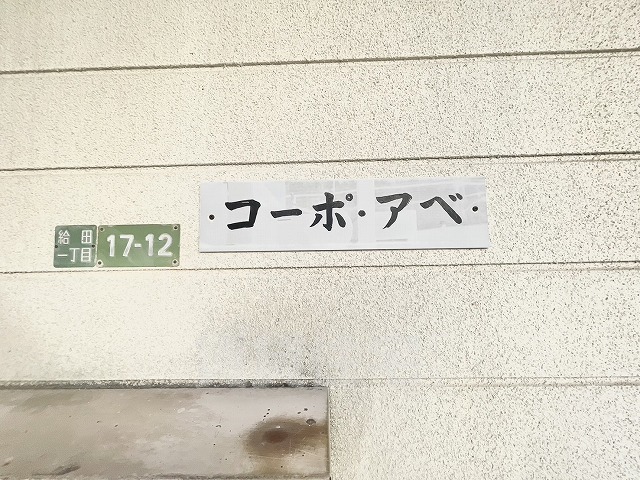 ・コーポ・アベ・
給田
一丁目
17-12